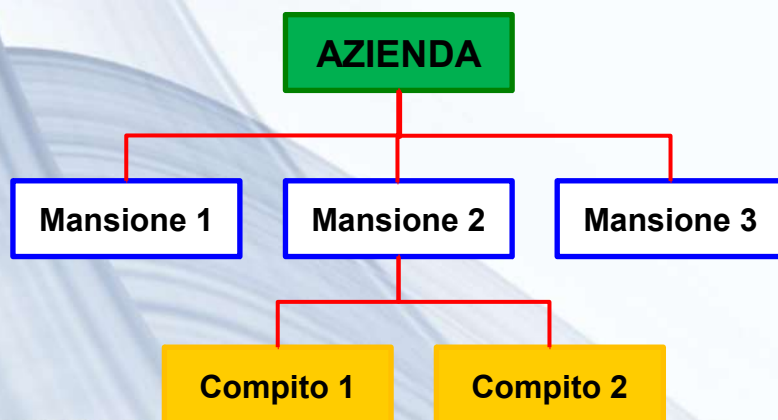 AZIENDA
Mansione 1
Mansione 2
Mansione 3
Compito 1
Compito 2